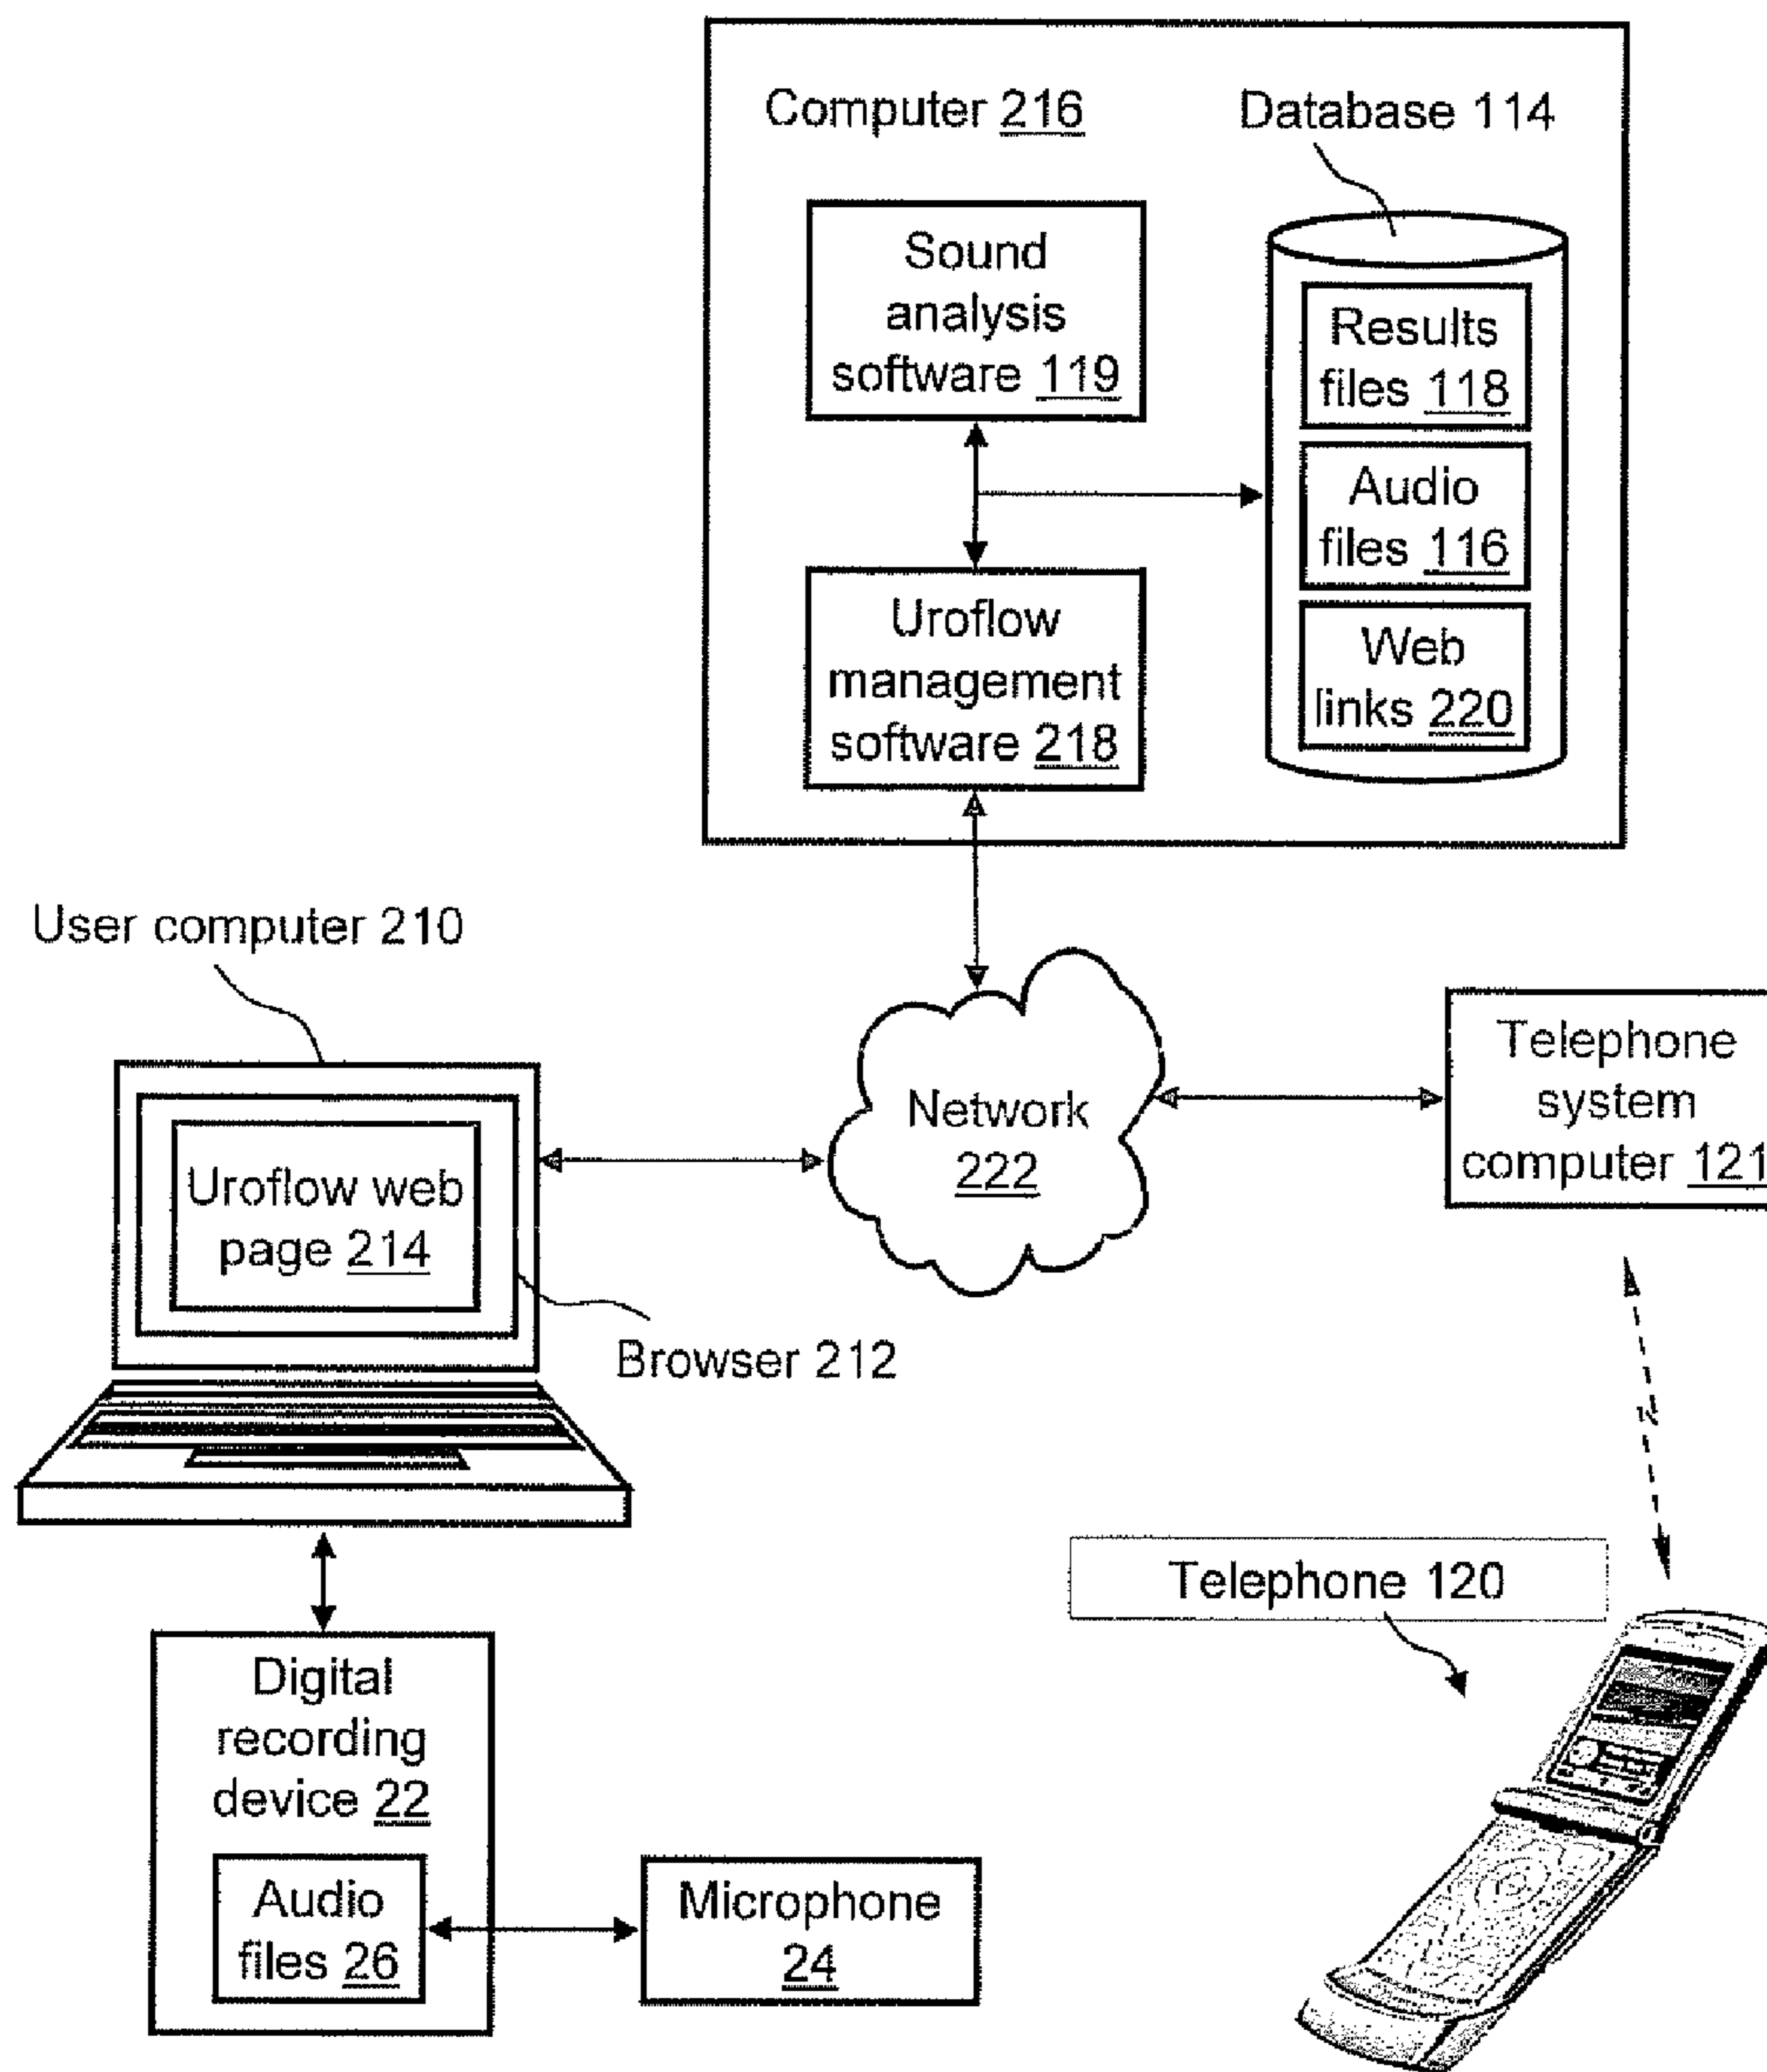 Computer 216
Database 114
Sound
analysis
software 119
Results
files 118
Audio
files 116
Web
links 220
Uroflow
management
software 218
User computer 210
Uroflow web
page 214
Browser 212
Network
222
Telephone
system
computer 121
Telephone 120
Digital
recording
device 22
Audio
files 26
Microphone
24